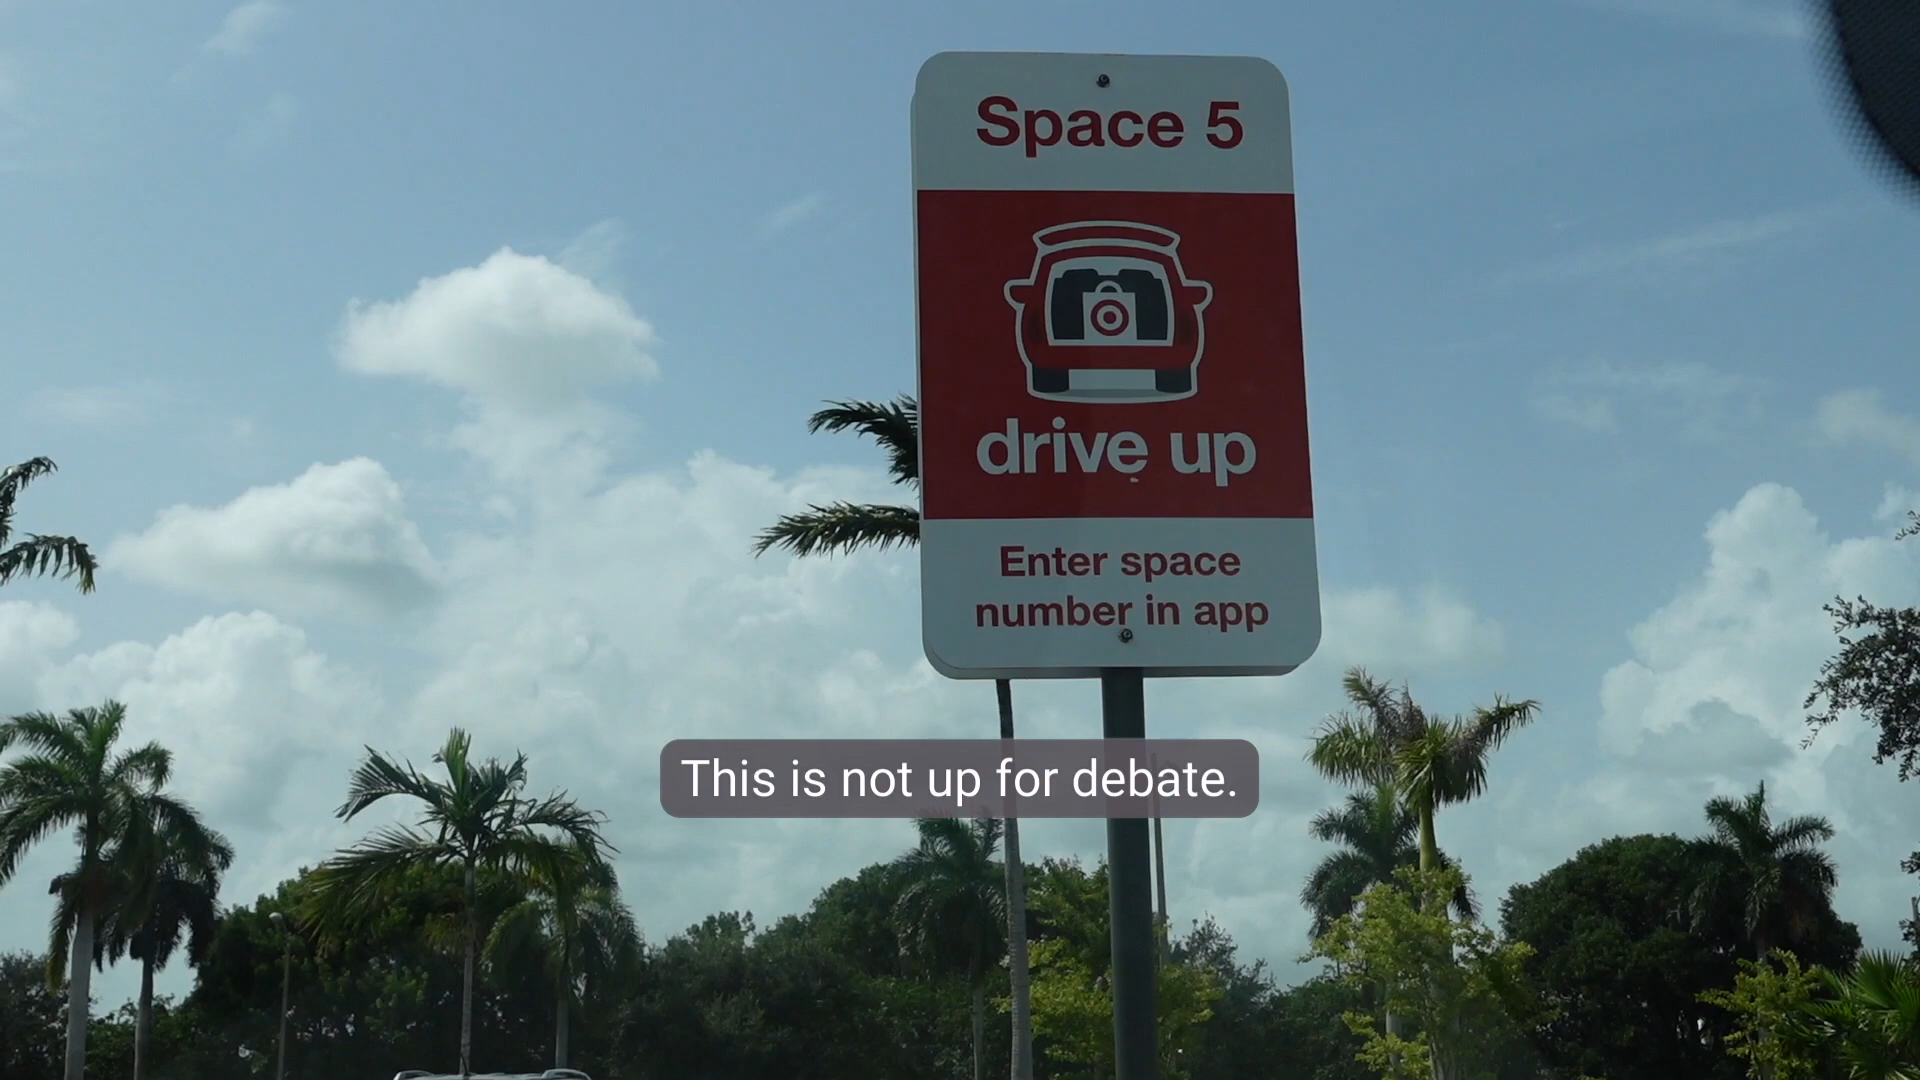 Space 5
drive up
Enter space
number in app
This is not up for debate.